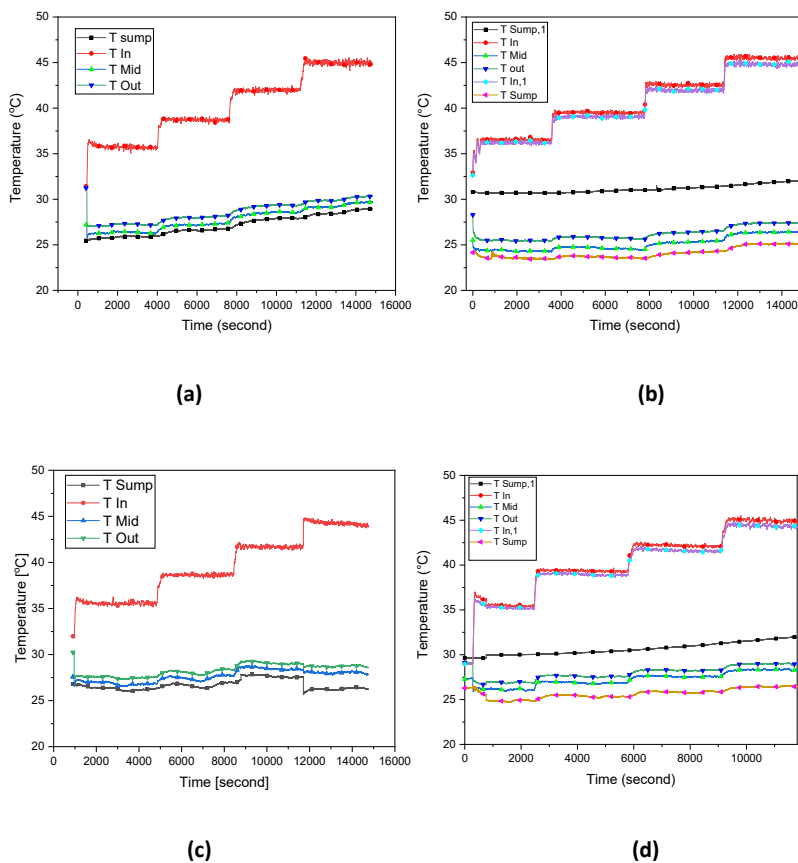 50
45
40
35
30
25
20
Temperature (°C)
T sump
T In
T Mid
T Out
0 2000 4000 6000 8000 10000 12000 14000 16000
Time (second)
(a)
50
45
40
35
30
25
20
Temperature (°C)
T Sump,1
T In
T Mid
T out
T In,1
T Sump
0 2000 4000 6000 8000 10000 12000 14000
Time (second)
(b)
50
45
40
35
30
25
20
Temperature [°C]
T Sump
T In
T Mid
T Out
0 2000 4000 6000 8000 10000 12000 14000 16000
Time [second]
(c)
50
45
40
35
30
25
20
Temperature (°C)
T Sump,1
T In
T Mid
T Out
T In,1
T Sump
0 2000 4000 6000 8000 10000
Time (second)
(d)